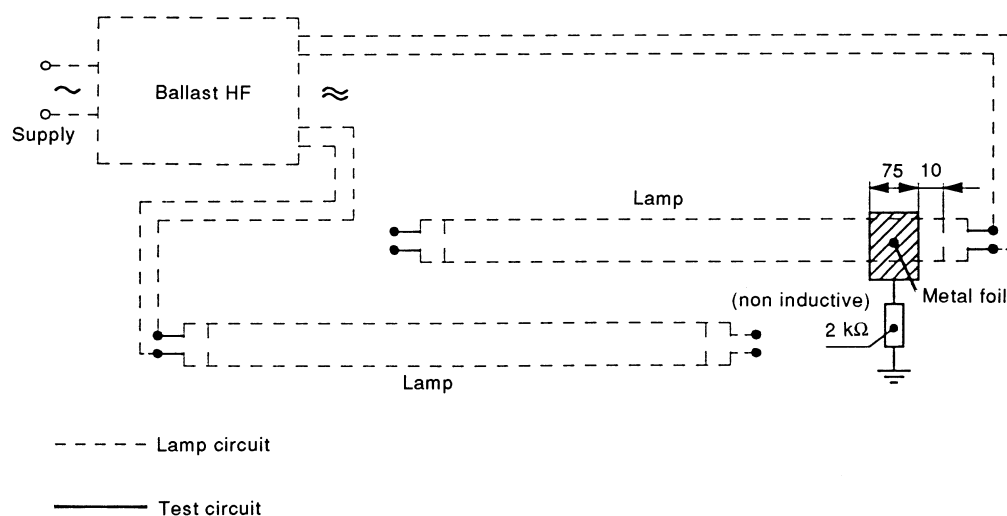 Ballast HF
Supply
75
10
Lamp
Metal foil
(non inductive)
2 kΩ
Lamp
Lamp circuit
Test circuit